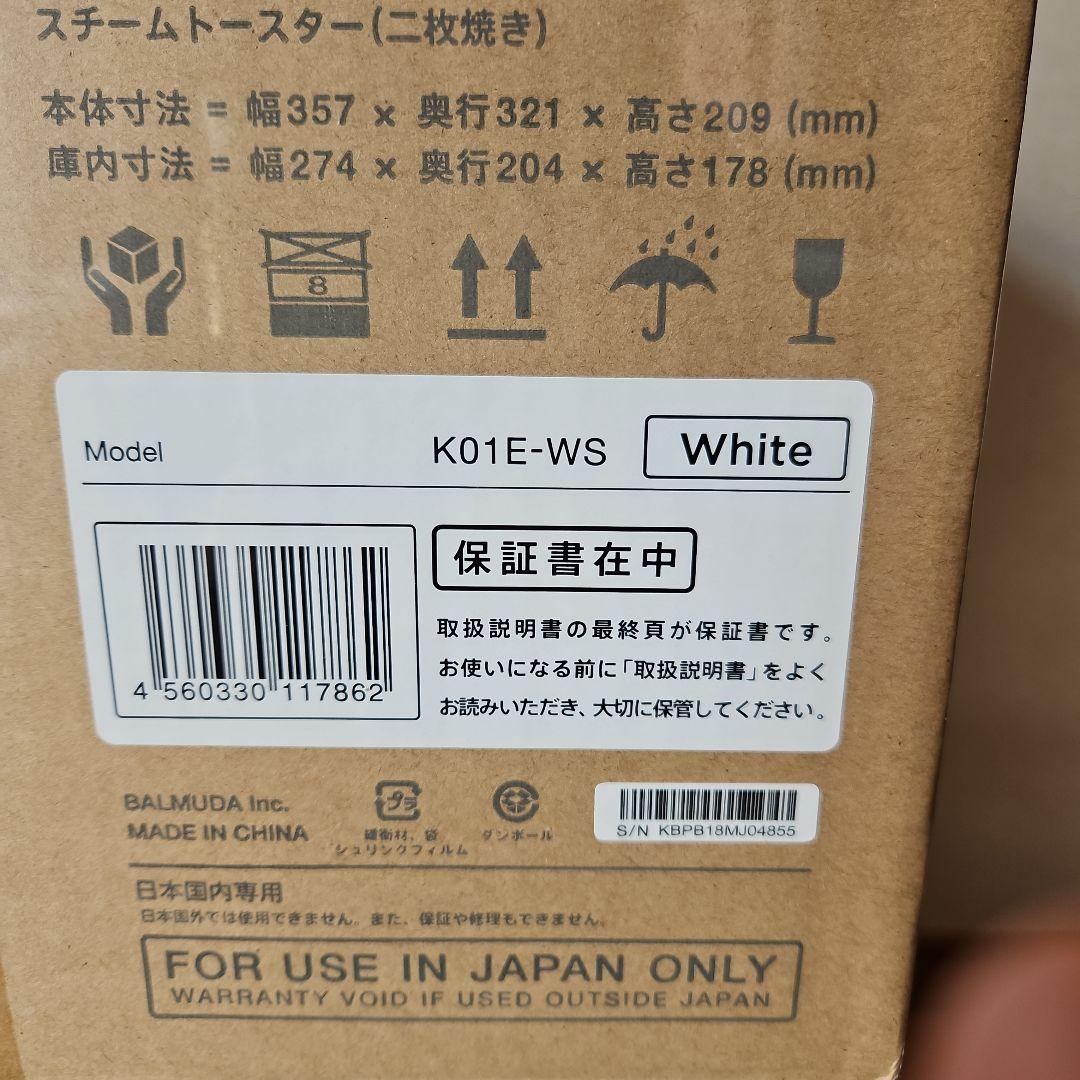 スチームトースター(二枚焼き)
本体寸法 = 幅357 × 奥行321 × 高さ209 (mm)
庫内寸法 = 幅274 × 奥行204 × 高さ178 (mm)
8
Model K01E-WS White
保証書在中
取扱説明書の最終頁が保証書です。
お使いになる前に「取扱説明書」をよく
お読みいただき、大切に保管してください。
4 560330 117862
BALMUDA Inc.
MADE IN CHINA
プラ
緩衝材、袋
シュリンクフィルム
ダンボール
S/N KBPB18MJ04855
日本国内専用
日本国外では使用できません。また、保証や修理もできません。
FOR USE IN JAPAN ONLY
WARRANTY VOID IF USED OUTSIDE JAPAN